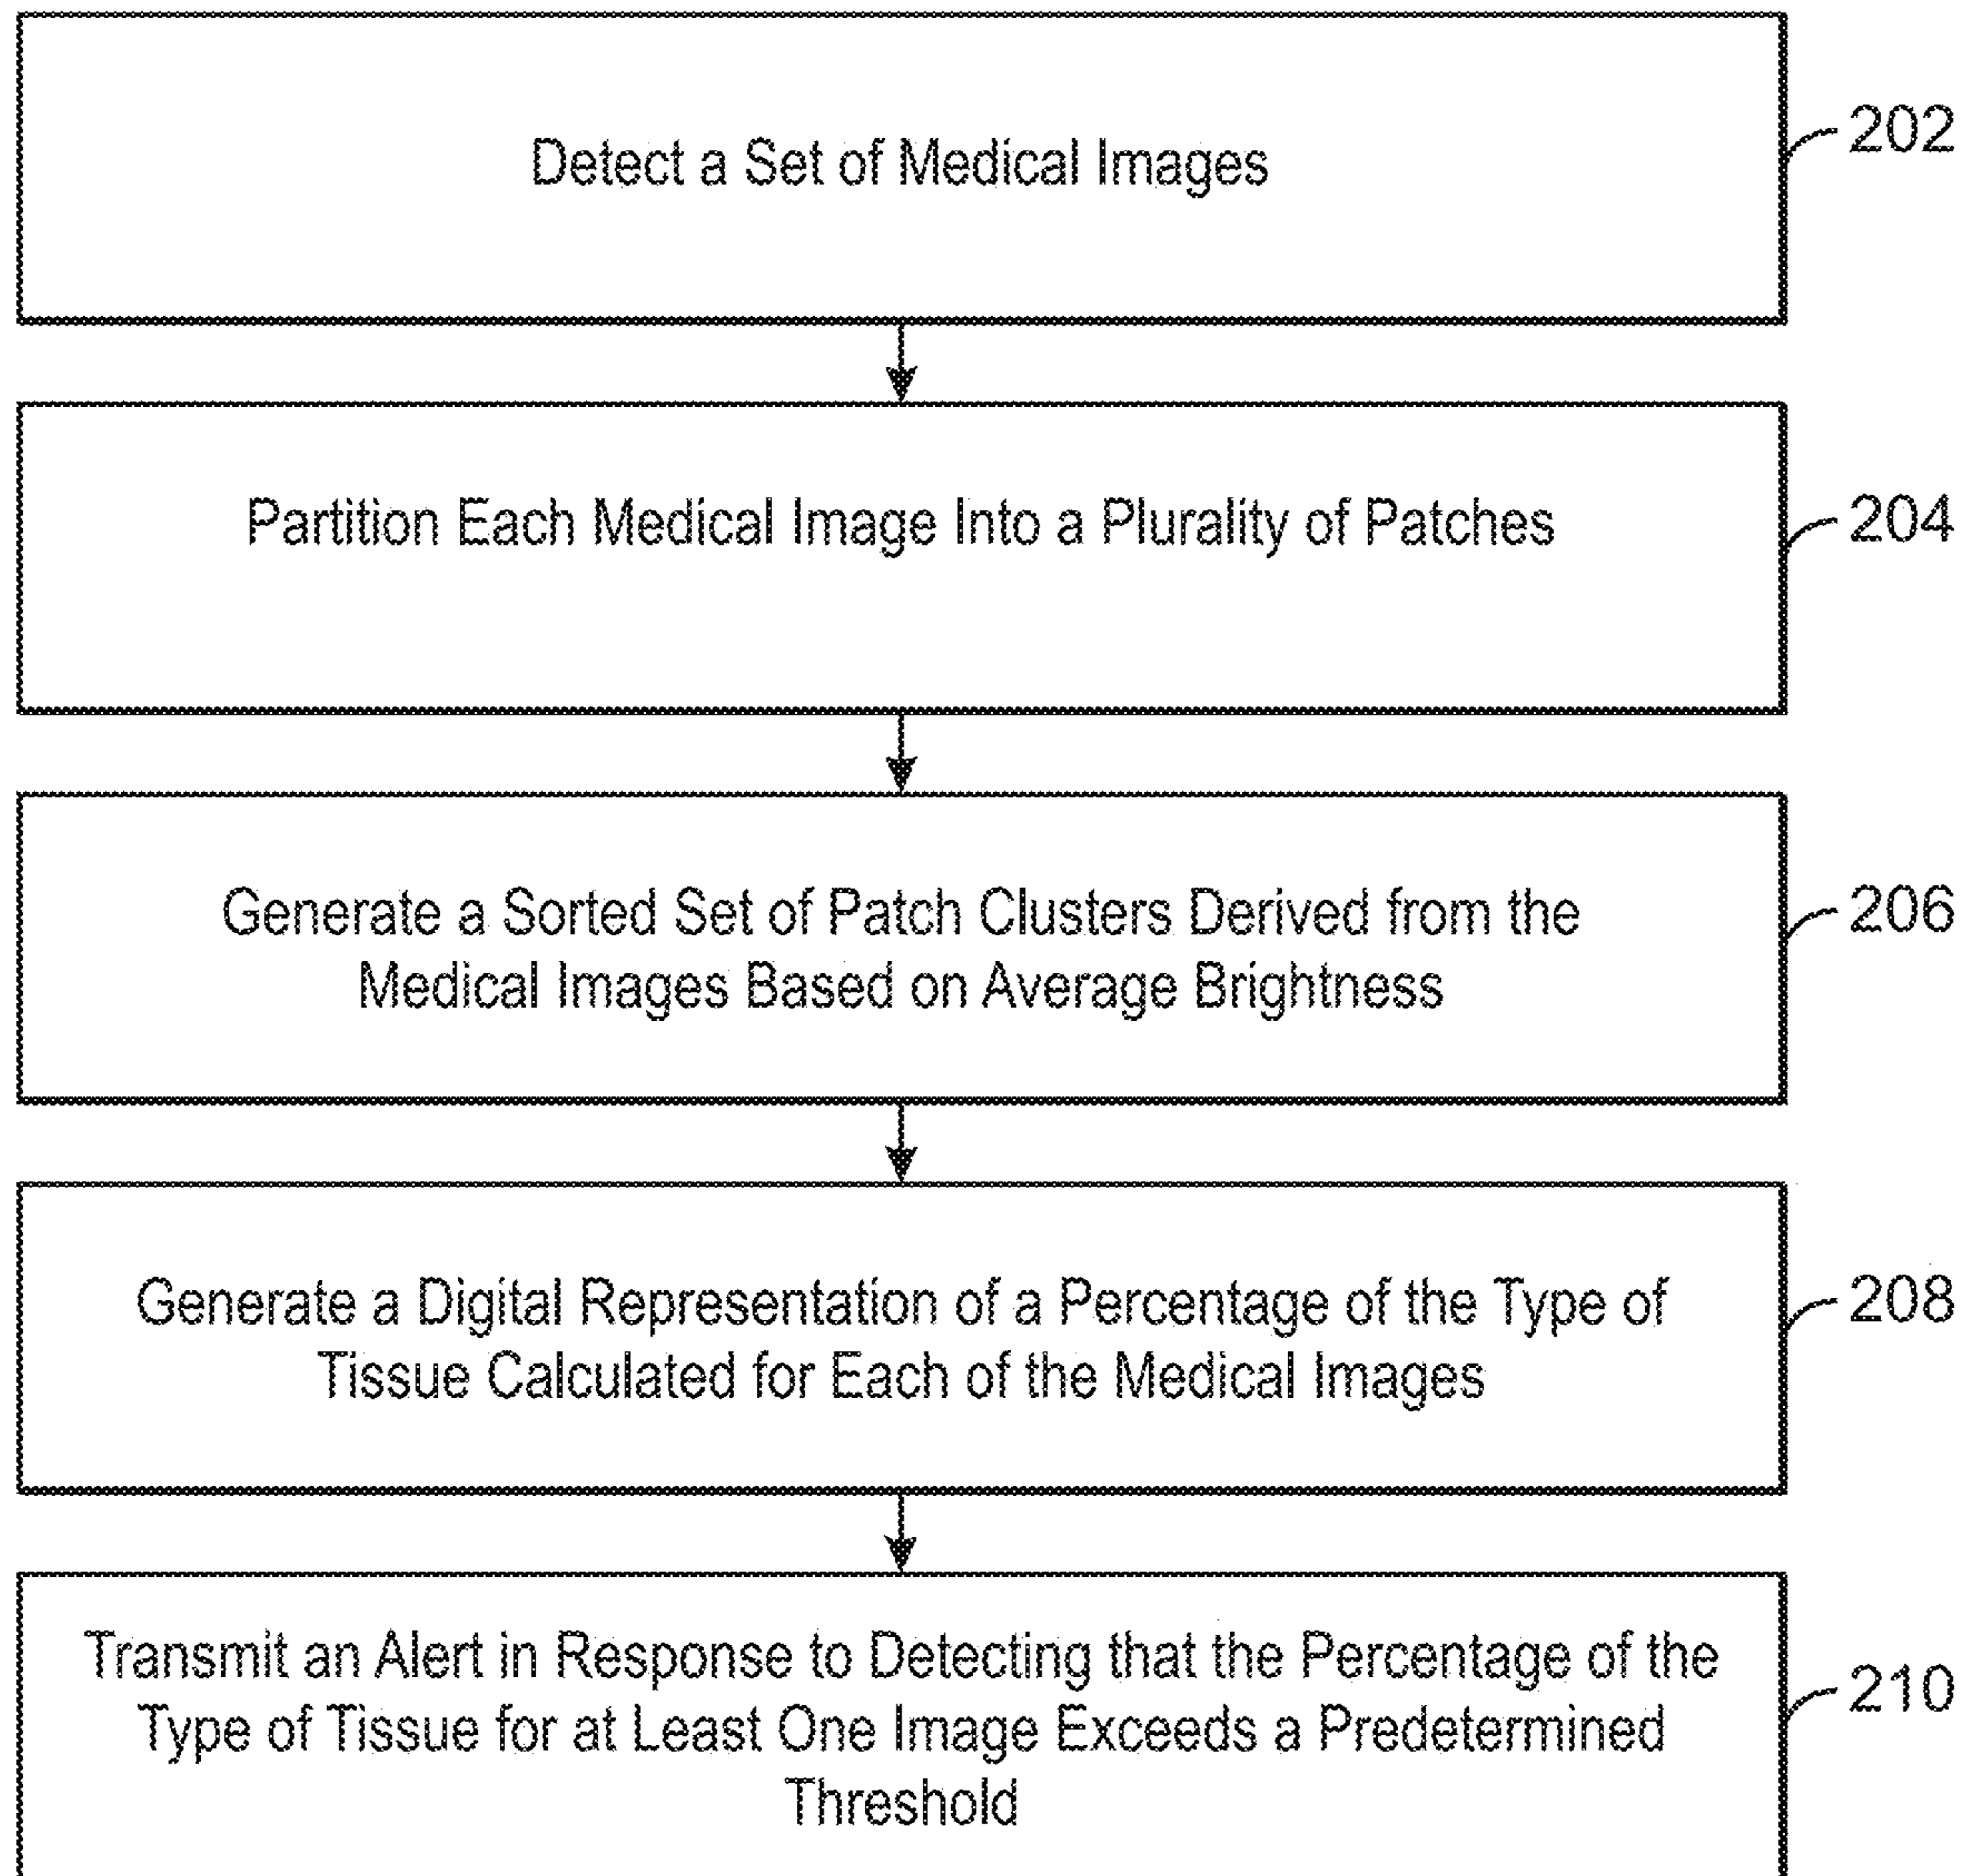 Detect a Set of Medical Images
202
Partition Each Medical Image Into a Plurality of Patches
204
Generate a Sorted Set of Patch Clusters Derived from the
Medical Images Based on Average Brightness
206
Generate a Digital Representation of a Percentage of the Type of
Tissue Calculated for Each of the Medical Images
208
Transmit an Alert in Response to Detecting that the Percentage of the
Type of Tissue for at Least One Image Exceeds a Predetermined
Threshold
210